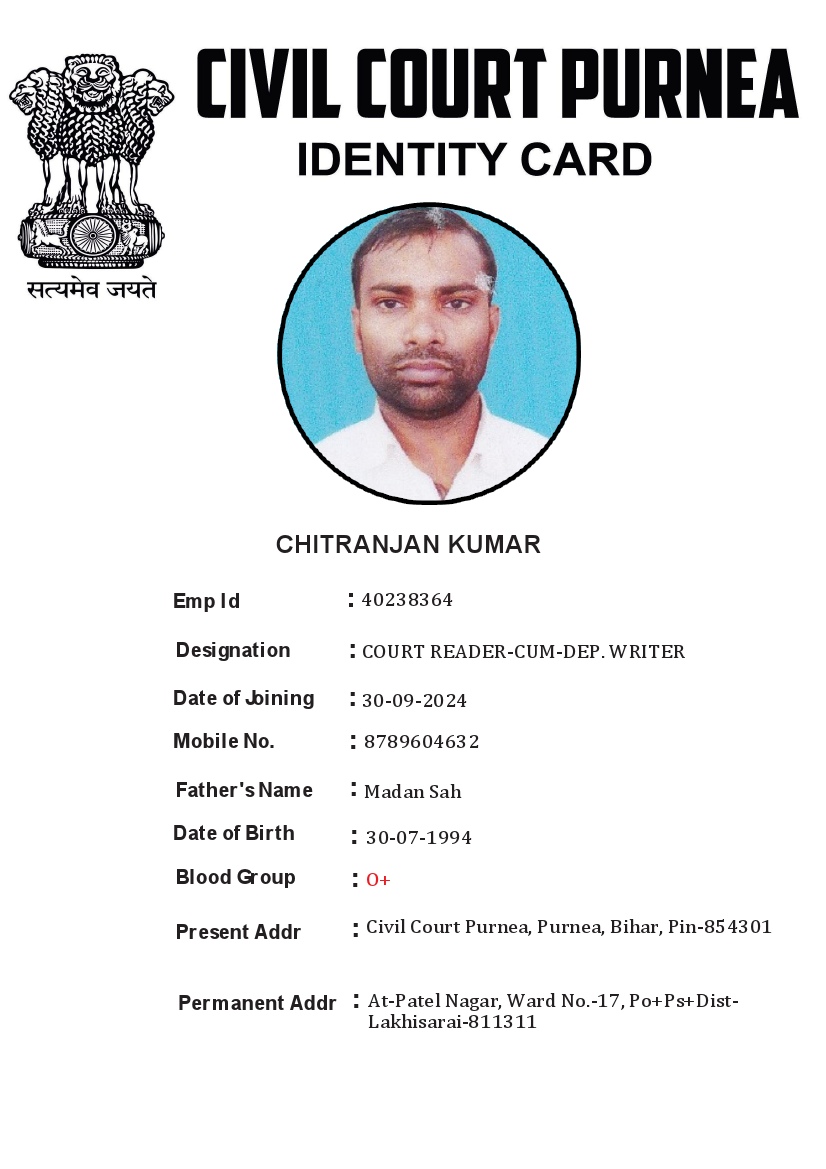 CIVIL COURT PURNEA
IDENTITY CARD
सत्यमेव जयते
CHITRANJAN KUMAR
Emp Id : 40238364
Designation : COURT READER-CUM-DEP. WRITER
Date of Joining : 30-09-2024
Mobile No. : 8789604632
Father's Name : Madan Sah
Date of Birth : 30-07-1994
Blood Group : O+
Present Addr : Civil Court Purnea, Purnea, Bihar, Pin-854301
Permanent Addr : At-Patel Nagar, Ward No.-17, Po+Ps+Dist-
Lakhisarai-811311